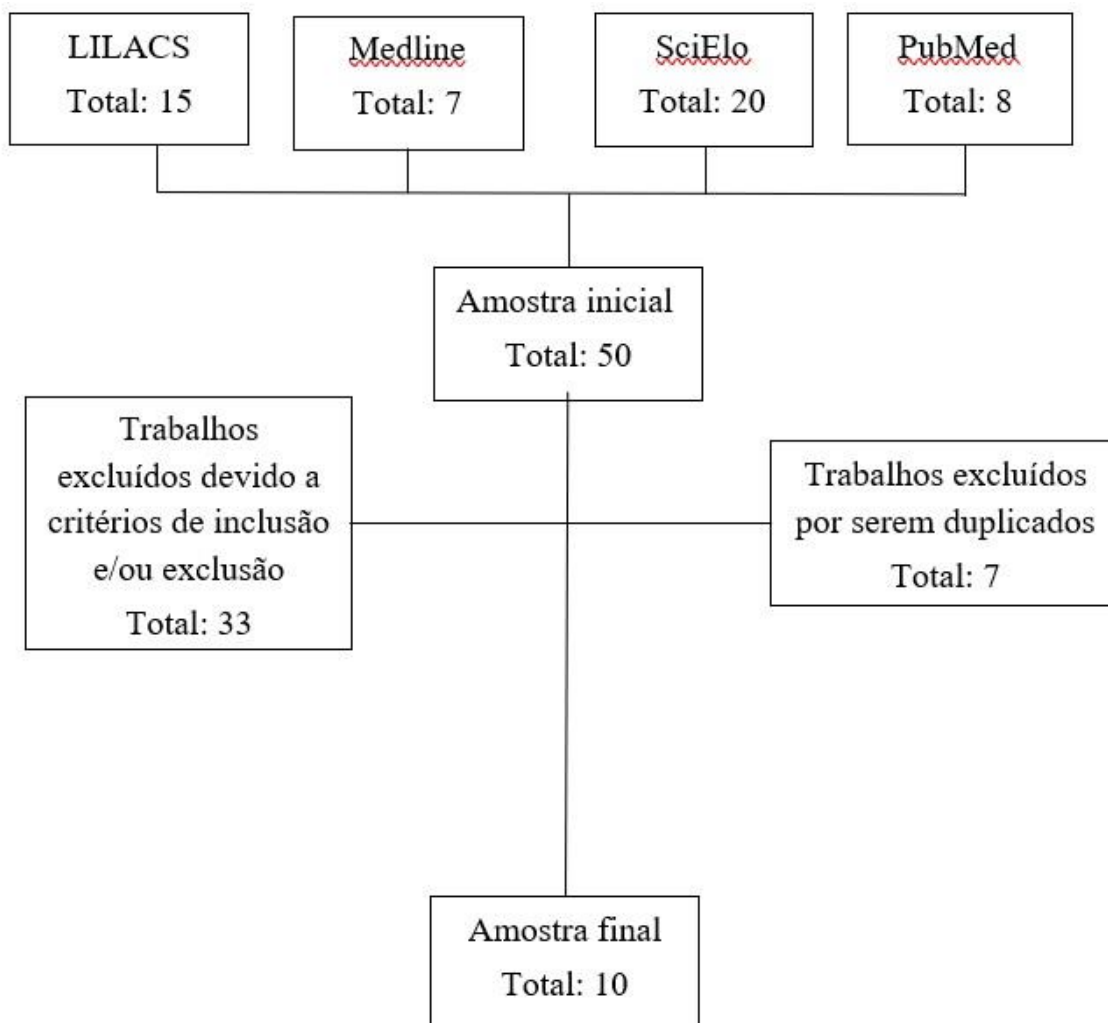 LILACS
Total: 15
Medline
Total: 7
SciElo
Total: 20
PubMed
Total: 8
Amostra inicial
Total: 50
Trabalhos
excluídos devido a
critérios de inclusão
e/ou exclusão
Total: 33
Trabalhos excluídos
por serem duplicados
Total: 7
Amostra final
Total: 10